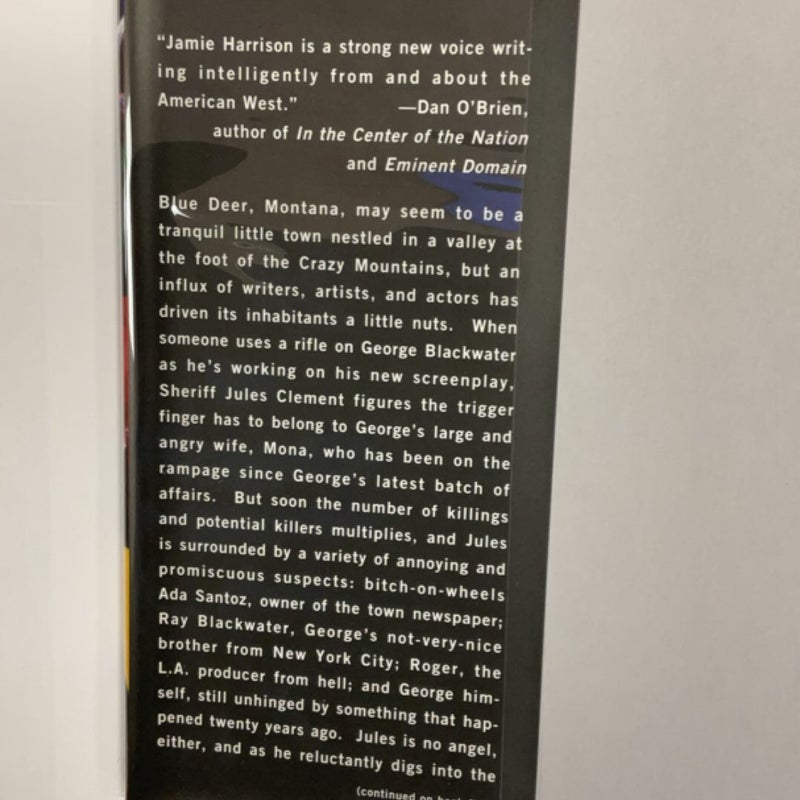 “Jamie Harrison is a strong new voice writ-
ing intelligently from and about the
American West.” —Dan O’Brien,
author of In the Center of the Nation
and Eminent Domain
Blue Deer, Montana, may seem to be a
tranquil little town nestled in a valley at
the foot of the Crazy Mountains, but an
influx of writers, artists, and actors has
driven its inhabitants a little nuts. When
someone uses a rifle on George Blackwater
as he’s working on his new screenplay,
Sheriff Jules Clement figures the trigger
finger has to belong to George’s large and
angry wife, Mona, who has been on the
rampage since George’s latest batch of
affairs. But soon the number of killings
and potential killers multiplies, and Jules
is surrounded by a variety of annoying and
promiscuous suspects: bitch-on-wheels
Ada Santoz, owner of the town newspaper;
Ray Blackwater, George’s not-very-nice
brother from New York City; Roger, the
L.A. producer from hell; and George him-
self, still unhinged by something that hap-
pened twenty years ago. Jules is no angel,
either, and as he reluctantly digs into the
(continued on